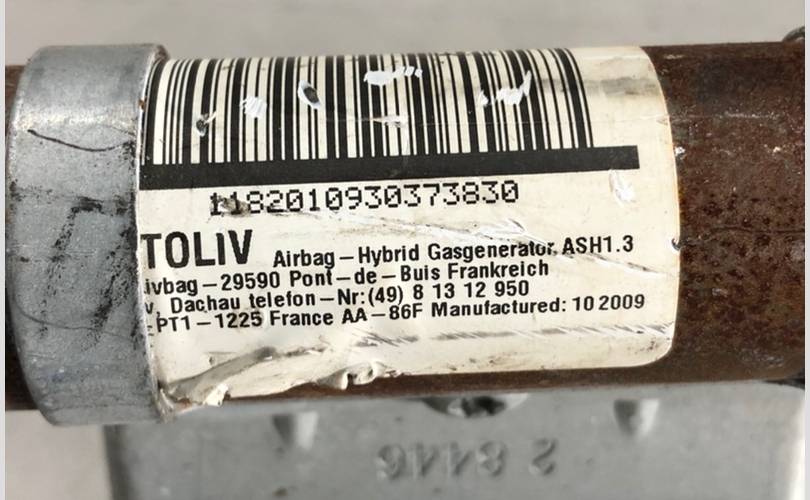 1182010930373830
TOLIV Airbag – Hybrid Gasgenerator. ASH1.3
ivbag – 29590 Pont – de – Buis Frankreich
v. Dachau telefon – Nr: (49) 8 13 12 950
PT1 – 1225 France AA – 86F Manufactured: 10 2009
2 8446